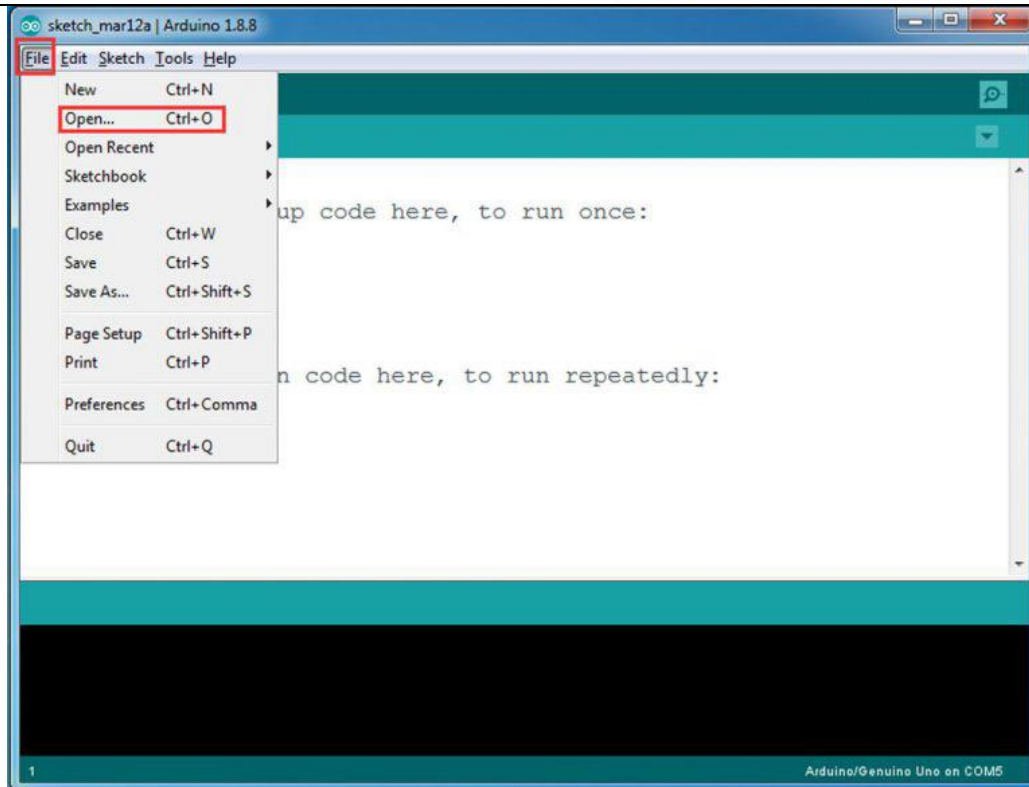 sketch_mar12a | Arduino 1.8.8
File Edit Sketch Tools Help
New Ctrl+N
Open... Ctrl+O
Open Recent
Sketchbook
Examples
up code here, to run once:
Close Ctrl+W
Save Ctrl+S
Save As... Ctrl+Shift+S
Page Setup Ctrl+Shift+P
Print Ctrl+P
n code here, to run repeatedly:
Preferences Ctrl+Comma
Quit Ctrl+Q
1 Arduino/Genuino Uno on COM5